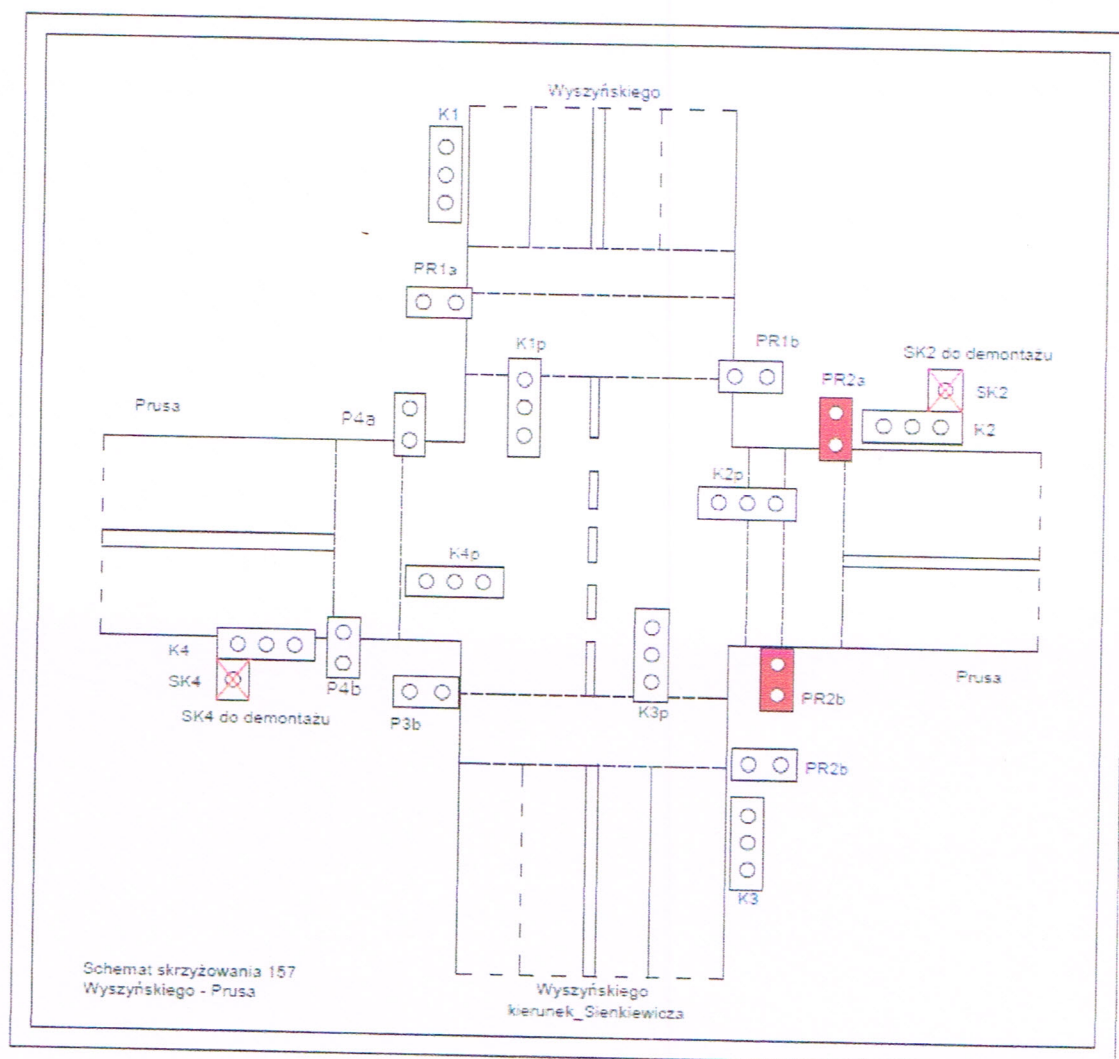 Wyszyńskiego
K1
PR1a
K1p
PR1b
SK2 do demontażu
PR2a
SK2
Prusa
P4a
K2
K2p
K4p
K4
SK4
P4b
Prusa
SK4 do demontażu
P3b
K3p
PR2b
PR2b
K3
Schemat skrzyżowania 157
Wyszyńskiego - Prusa
Wyszyńskiego
kierunek_Sienkiewicza